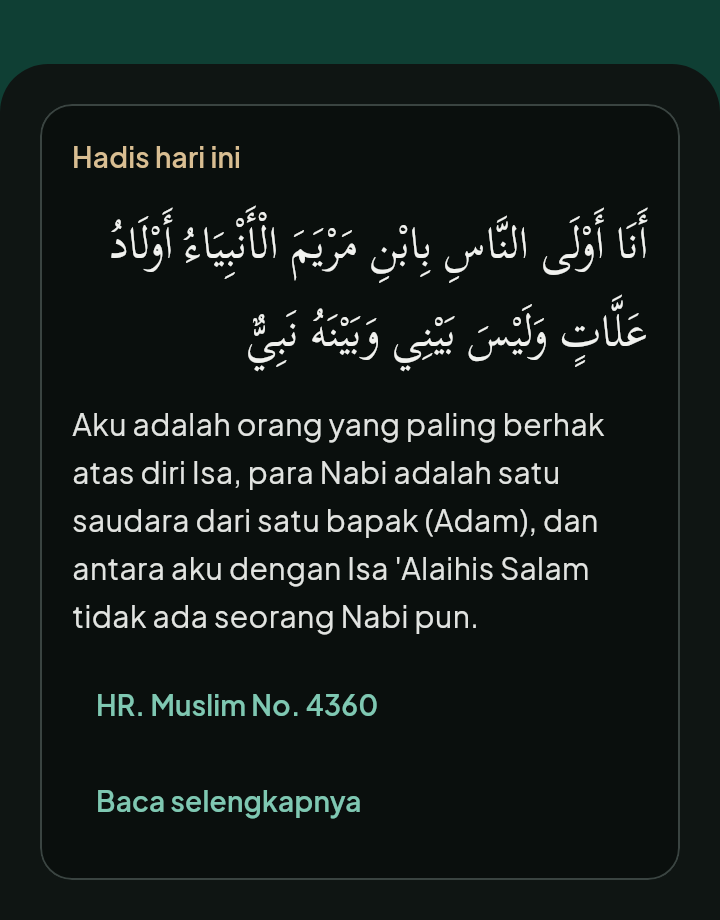 Hadis hari ini
أَنَا أَوْلَى النَّاسِ بِابْنِ مَرْيَمَ الْأَنْبِيَاءُ أَوْلَادُ
عَلَّاتٍ وَلَيْسَ بَيْنِي وَبَيْنَهُ نَبِيٌّ
Aku adalah orang yang paling berhak
atas diri Isa, para Nabi adalah satu
saudara dari satu bapak (Adam), dan
antara aku dengan Isa 'Alaihis Salam
tidak ada seorang Nabi pun.
HR. Muslim No. 4360
Baca selengkapnya